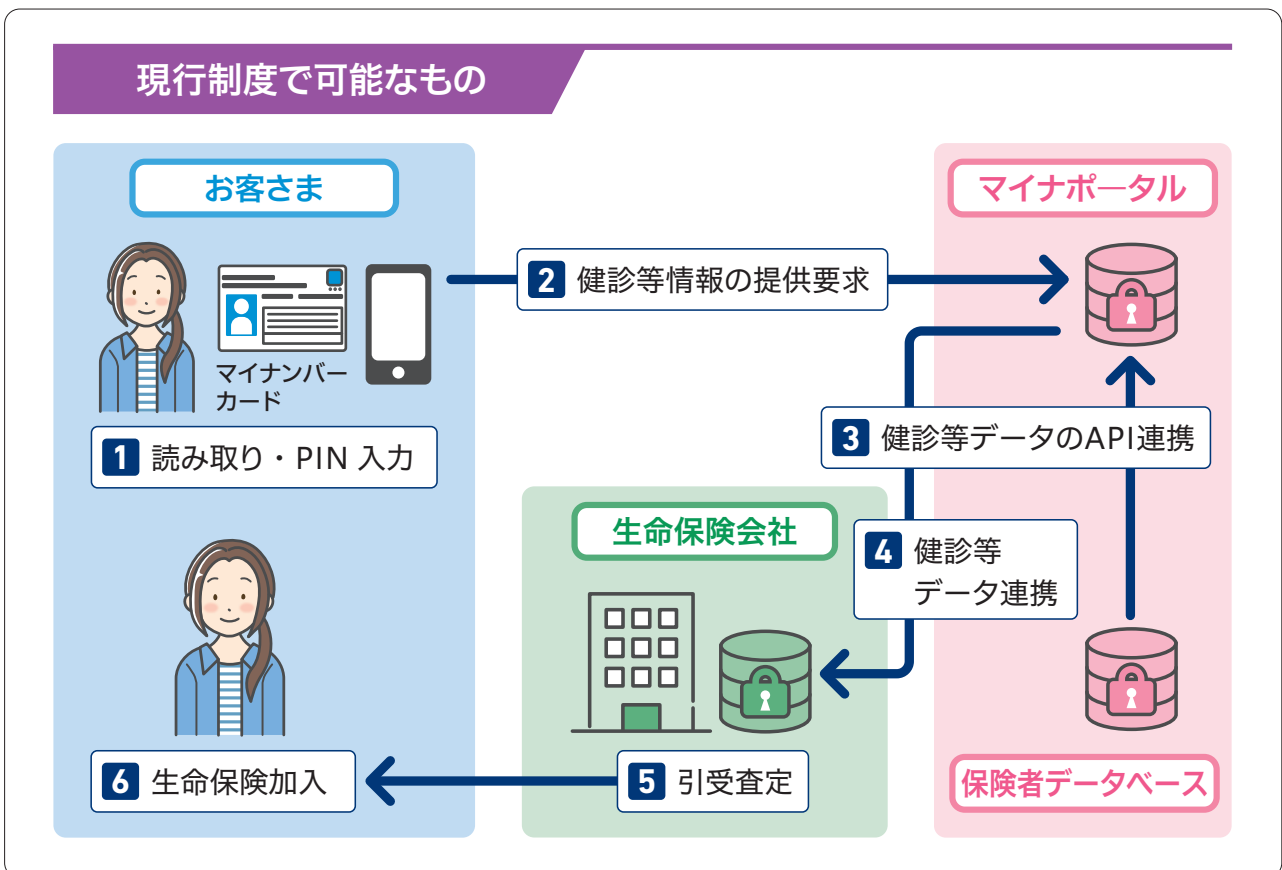 現行制度で可能なもの
お客さま
マイナポータル
マイナンバー
カード
1 読み取り・PIN 入力
2 健診等情報の提供要求
3 健診等データのAPI連携
生命保険会社
4 健診等
データ連携
5 引受査定
6 生命保険加入
保険者データベース